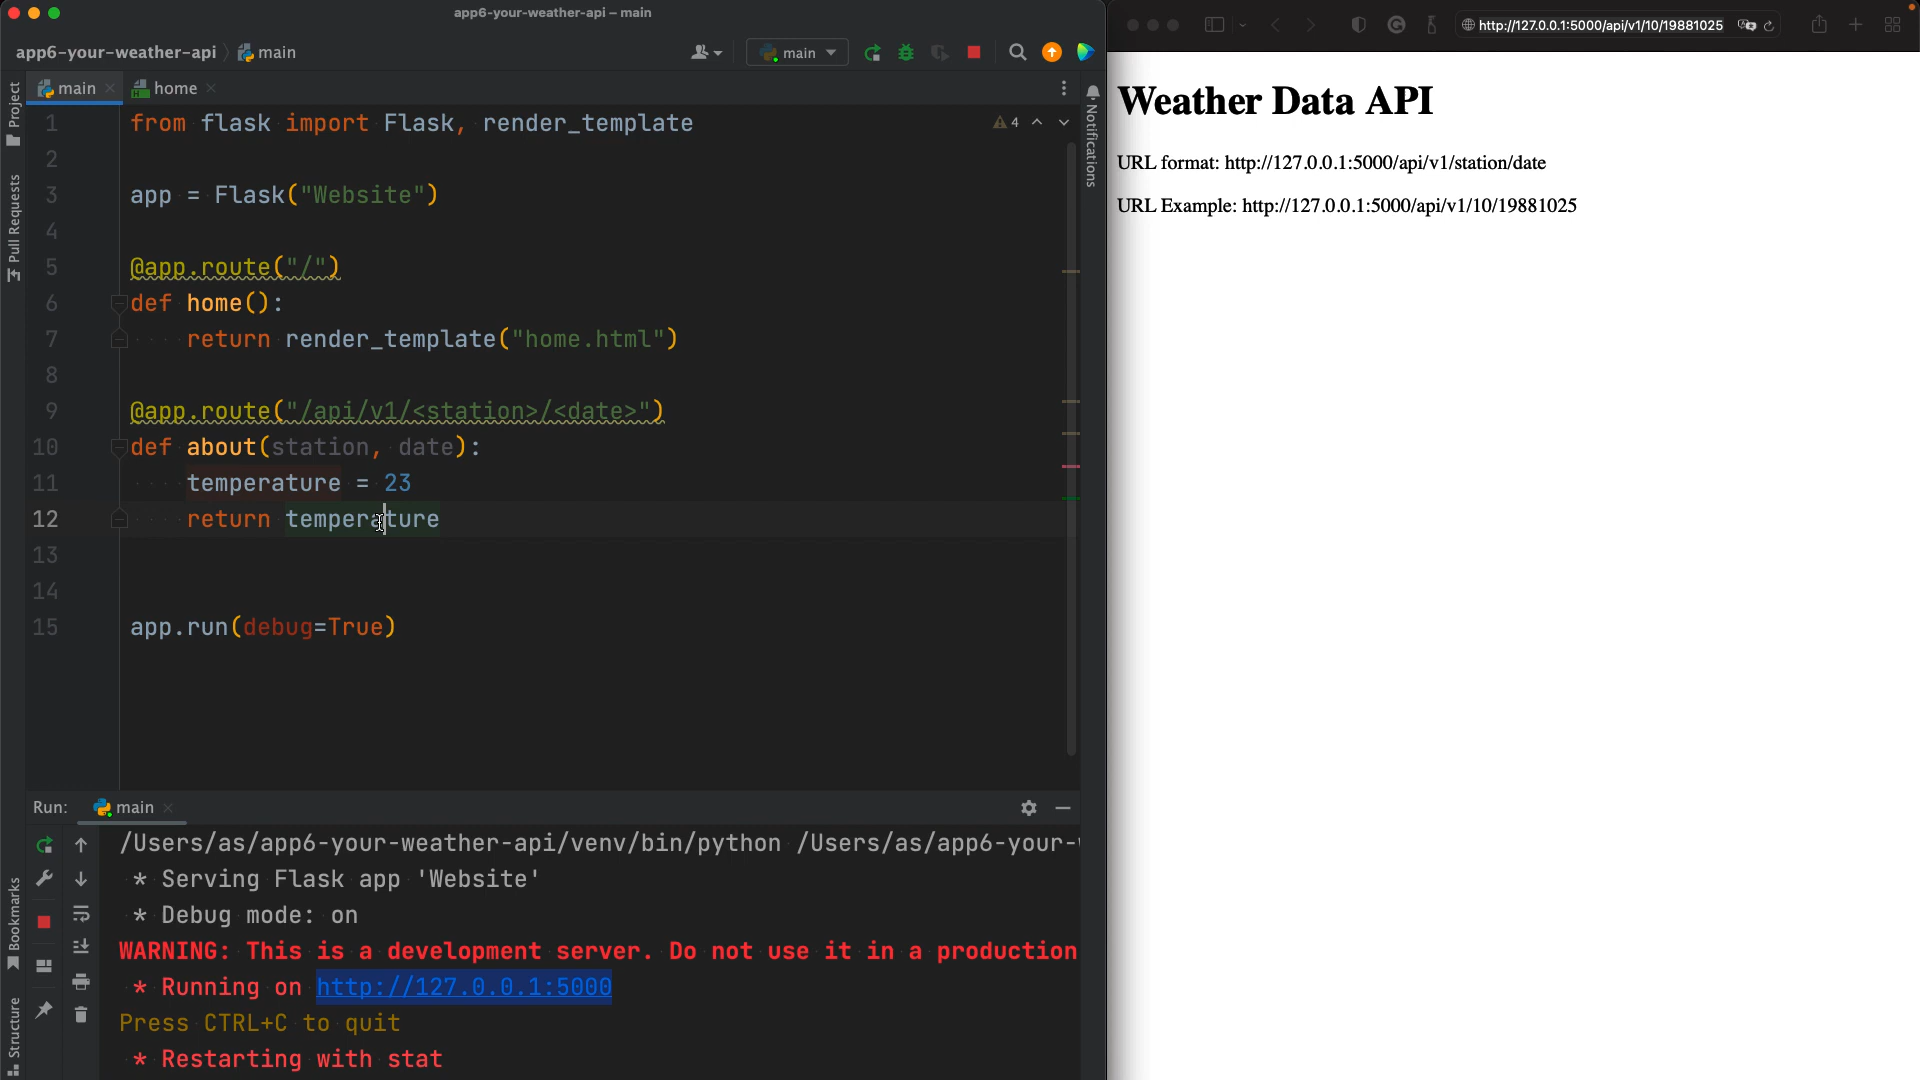 app6-your-weather-api – main
app6-your-weather-api main
main
main home
Project
Pull Requests
Bookmarks
Structure
Notifications
4
1 from flask import Flask, render_template
2
3 app = Flask("Website")
4
5 @app.route("/")
6 def home():
7 return render_template("home.html")
8
9 @app.route("/api/v1/<station>/<date>")
10 def about(station, date):
11 temperature = 23
12 return temperature
13
14
15 app.run(debug=True)
Run: main
/Users/as/app6-your-weather-api/venv/bin/python /Users/as/app6-your-
* Serving Flask app 'Website'
* Debug mode: on
WARNING: This is a development server. Do not use it in a production
* Running on http://127.0.0.1:5000
Press CTRL+C to quit
* Restarting with stat
http://127.0.0.1:5000/api/v1/10/19881025
Weather Data API
URL format: http://127.0.0.1:5000/api/v1/station/date
URL Example: http://127.0.0.1:5000/api/v1/10/19881025